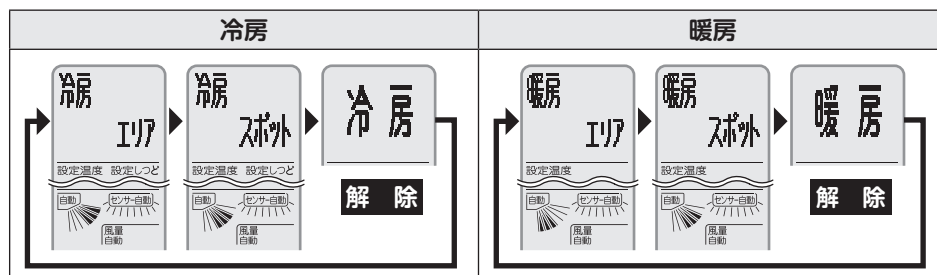 冷房
冷房
エリア
設定温度 設定しつど
自動
センサー自動
風量
自動
冷房
スポット
設定温度 設定しつど
自動
センサー自動
風量
自動
冷房
解除
暖房
暖房
エリア
設定温度
自動
センサー自動
風量
自動
暖房
スポット
設定温度
自動
センサー自動
風量
自動
暖房
解除